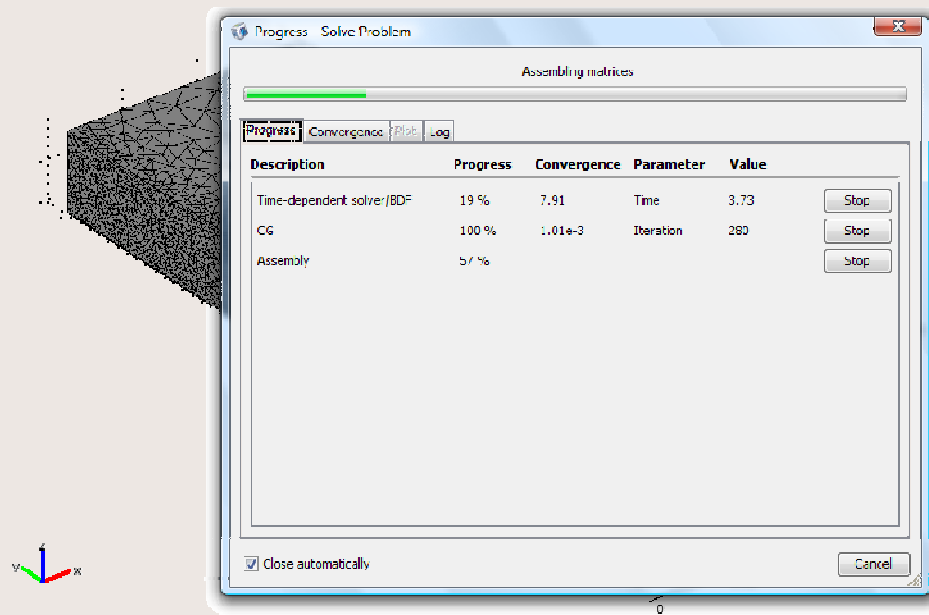 Progress - Solve Problem
Assembling matrices
Progress Convergence Plot Log
Description Progress Convergence Parameter Value
Time-dependent solver/BDF 19 % 7.91 Time 3.73 Stop
CG 100 % 1.01e-3 Iteration 280 Stop
Assembly 57 % Stop
Close automatically Cancel
y z x
0